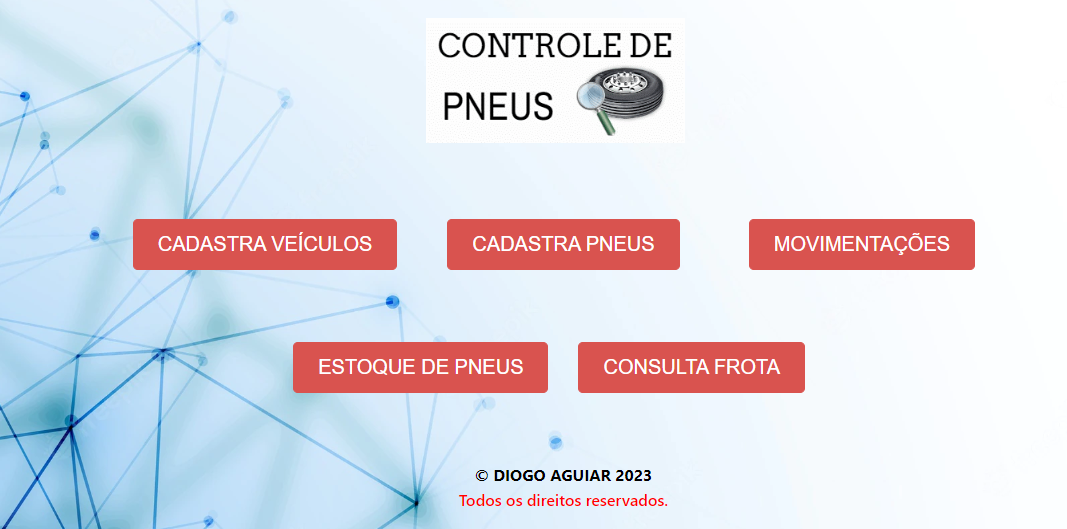 CONTROLE DE
PNEUS
CADASTRA VEÍCULOS
CADASTRA PNEUS
MOVIMENTAÇÕES
ESTOQUE DE PNEUS
CONSULTA FROTA
© DIOGO AGUIAR 2023
Todos os direitos reservados.